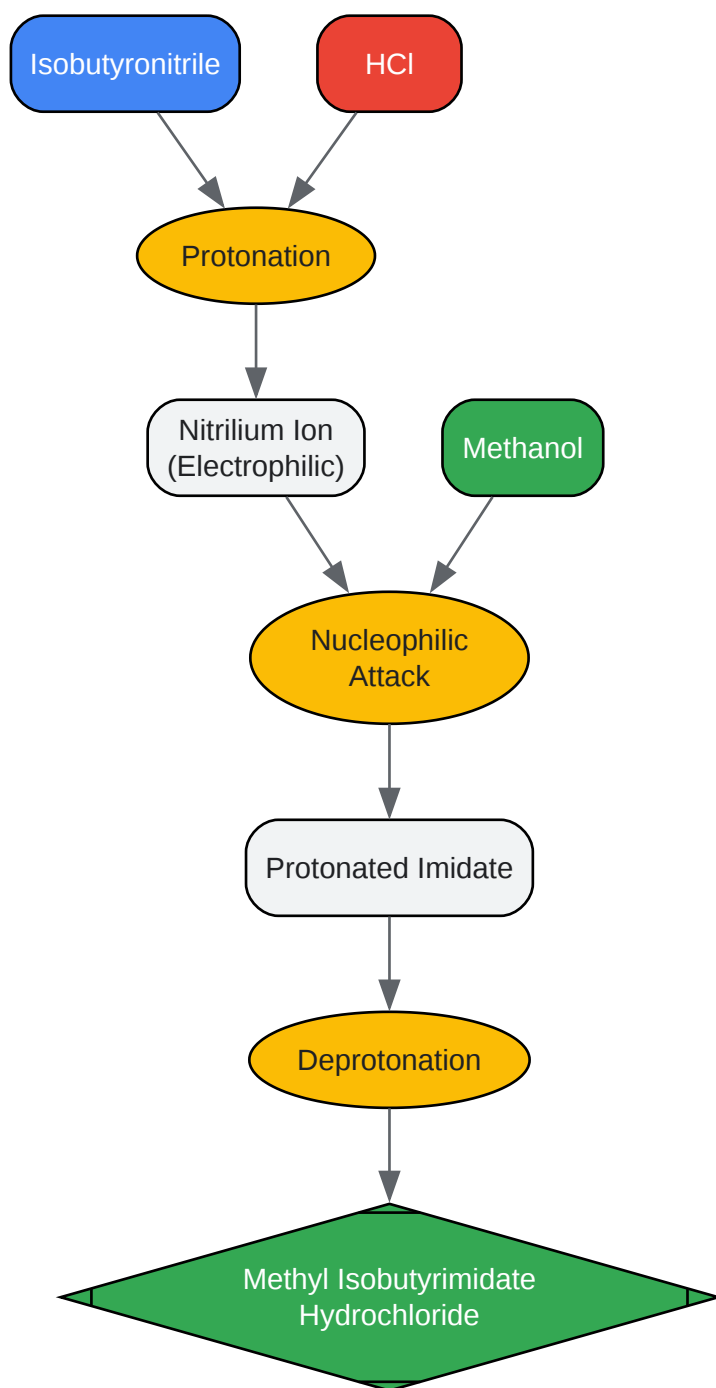 Isobutyronitrile
HCl
Protonation
Nitrilium Ion
(Electrophilic)
Methanol
Nucleophilic
Attack
Protonated Imidate
Deprotonation
Methyl Isobutyrimidate
Hydrochloride